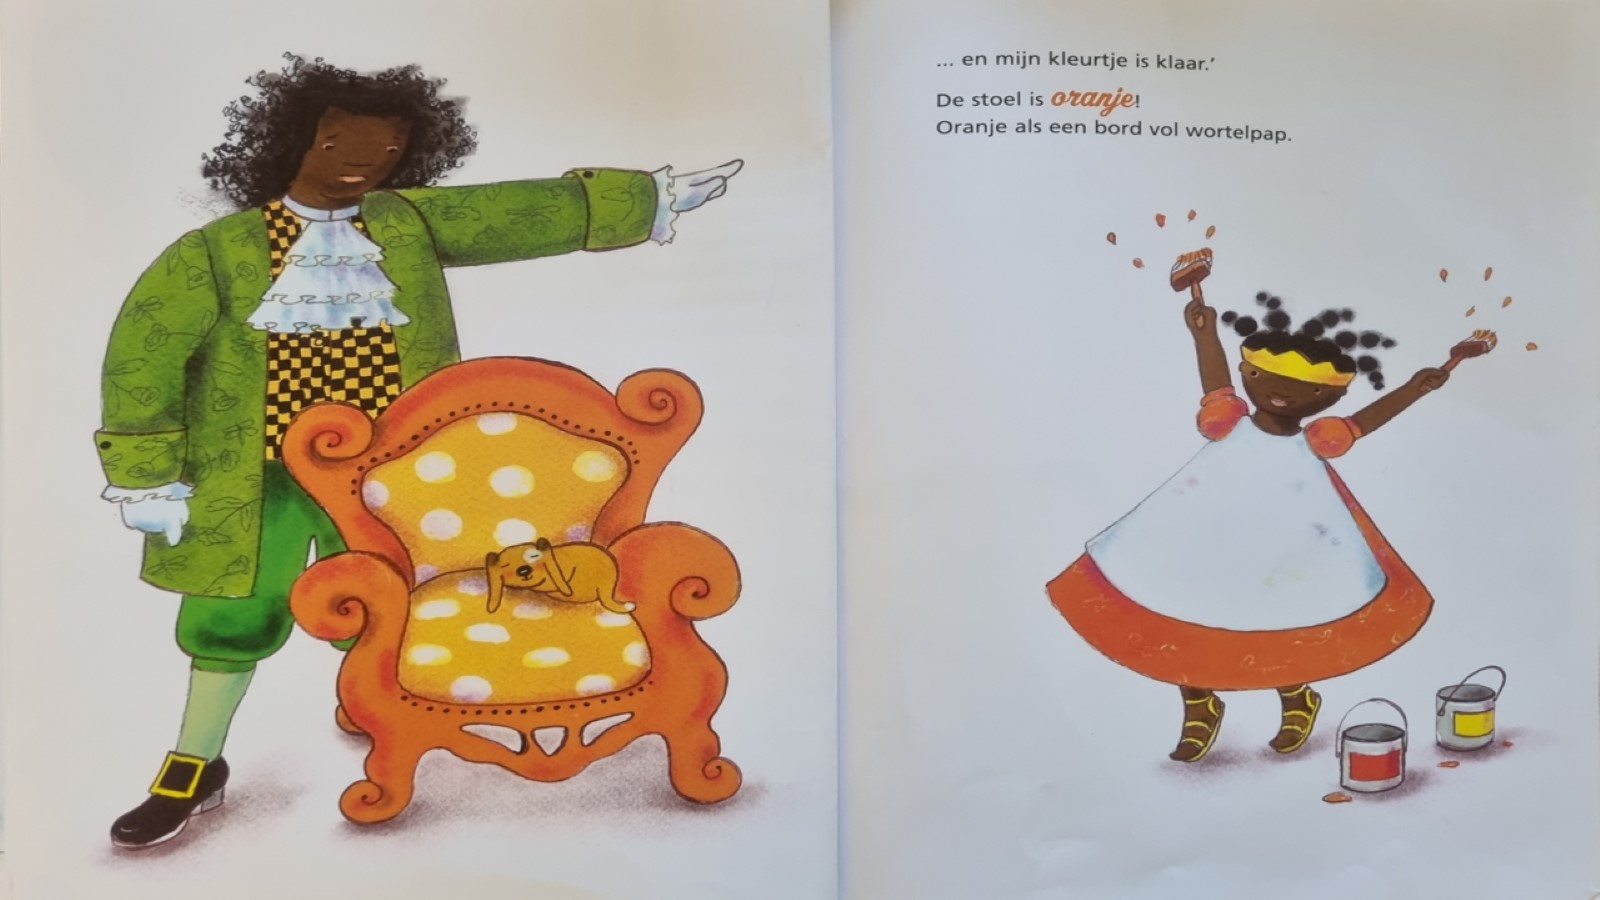 ... en mijn kleurtje is klaar.’
De stoel is oranje!
Oranje als een bord vol wortelpap.